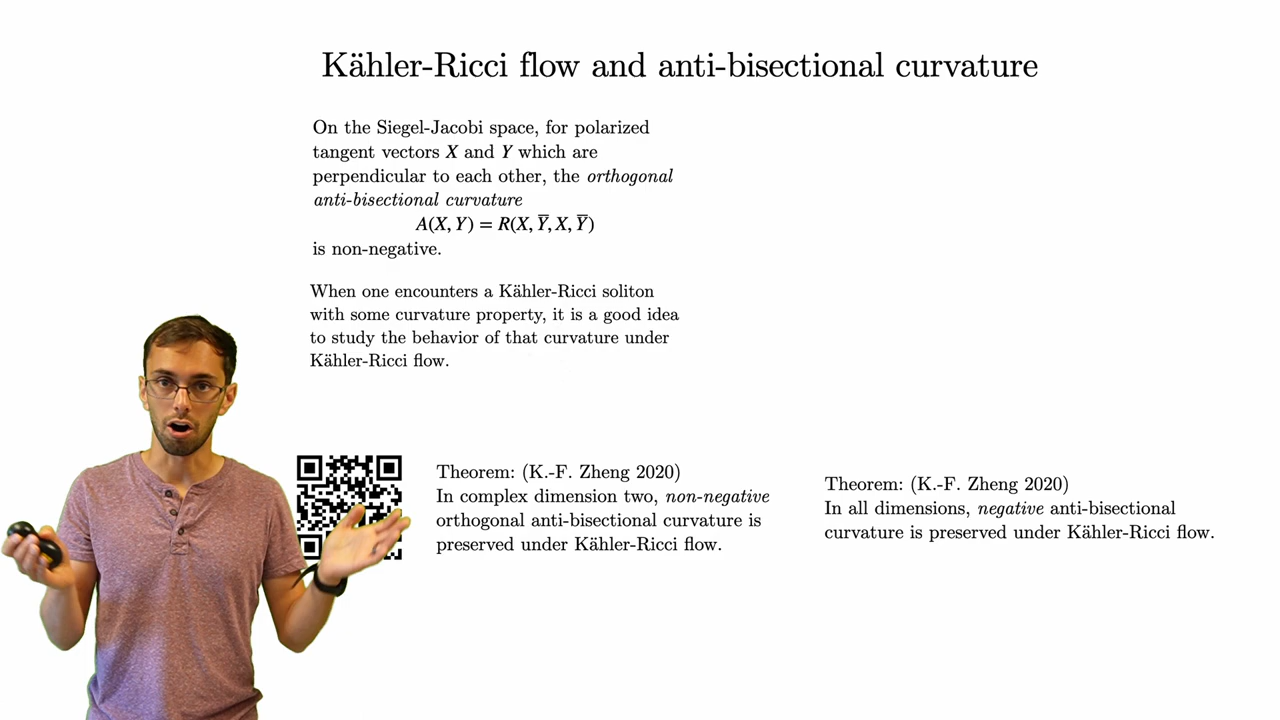 Kähler-Ricci flow and anti-bisectional curvature
On the Siegel-Jacobi space, for polarized
tangent vectors X and Y which are
perpendicular to each other, the orthogonal
anti-bisectional curvature
A(X, Y) = R(X, Y̅, X, Y̅)
is non-negative.
When one encounters a Kähler-Ricci soliton
with some curvature property, it is a good idea
to study the behavior of that curvature under
Kähler-Ricci flow.
Theorem: (K.-F. Zheng 2020)
In complex dimension two, non-negative
orthogonal anti-bisectional curvature is
preserved under Kähler-Ricci flow.
Theorem: (K.-F. Zheng 2020)
In all dimensions, negative anti-bisectional
curvature is preserved under Kähler-Ricci flow.